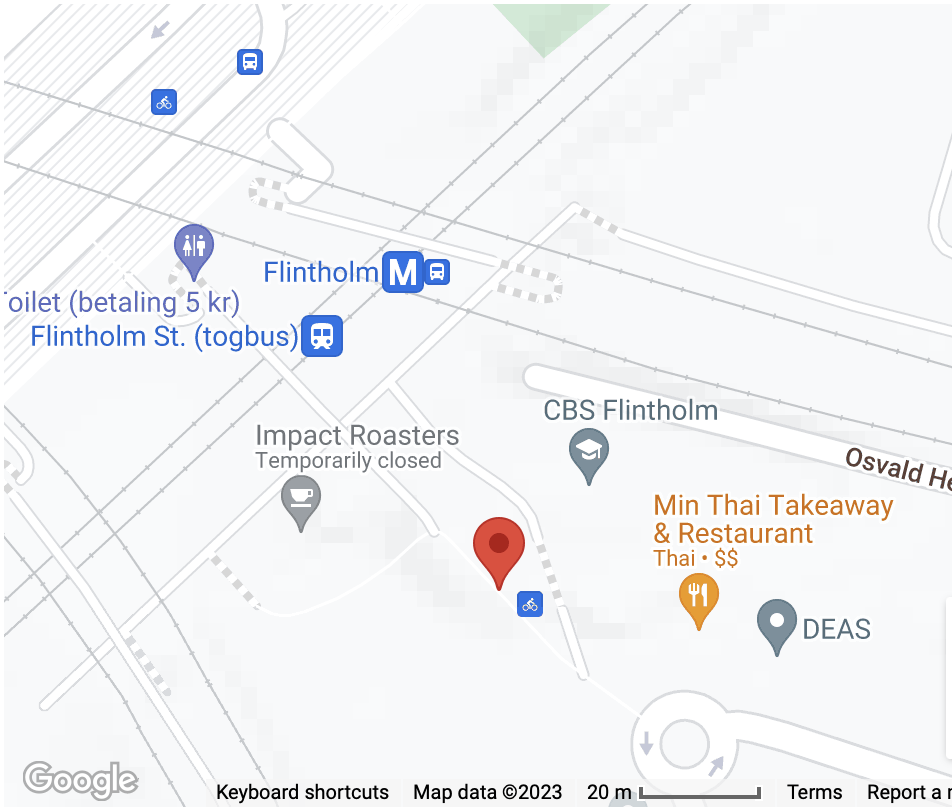 Flintholm M
Toilet (betaling 5 kr)
Flintholm St. (togbus)
CBS Flintholm
Impact Roasters
Temporarily closed
Osvald He
Min Thai Takeaway
& Restaurant
Thai • $$
DEAS
Google
Keyboard shortcuts Map data ©2023 20 m Terms Report a